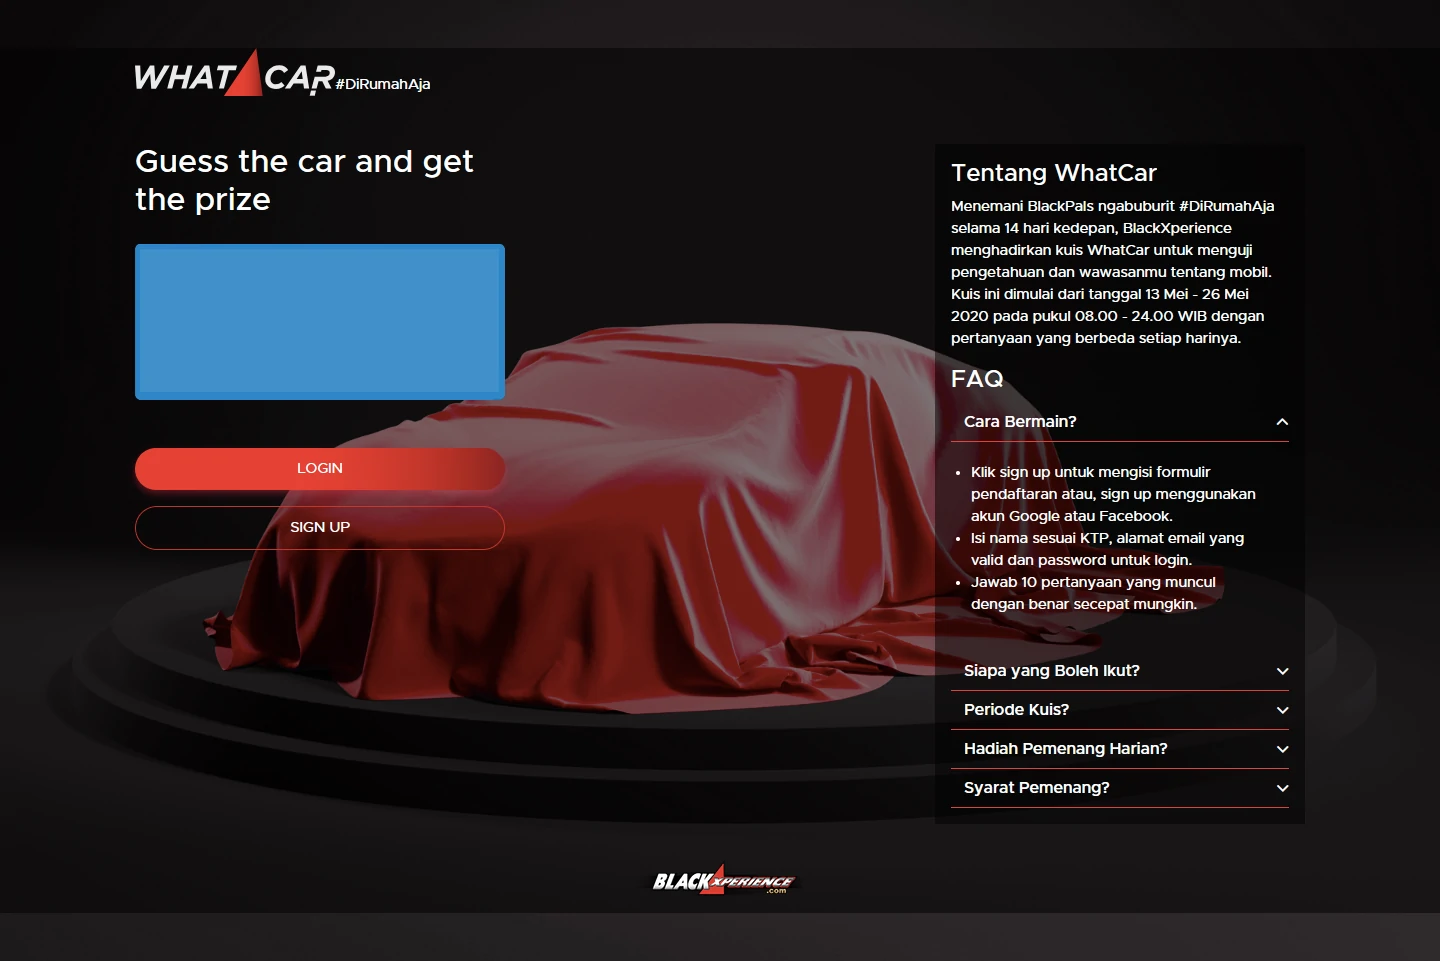 WHAT CAR? #DiRumahAja
Guess the car and get
the prize
LOGIN
SIGN UP
Tentang WhatCar
Menemani BlackPals ngabuburit #DiRumahAja
selama 14 hari kedepan, BlackXperience
menghadirkan kuis WhatCar untuk menguji
pengetahuan dan wawasanmu tentang mobil.
Kuis ini dimulai dari tanggal 13 Mei - 26 Mei
2020 pada pukul 08.00 - 24.00 WIB dengan
pertanyaan yang berbeda setiap harinya.
FAQ
Cara Bermain?
Klik sign up untuk mengisi formulir
pendaftaran atau, sign up menggunakan
akun Google atau Facebook.
Isi nama sesuai KTP, alamat email yang
valid dan password untuk login.
Jawab 10 pertanyaan yang muncul
dengan benar secepat mungkin.
Siapa yang Boleh Ikut?
Periode Kuis?
Hadiah Pemenang Harian?
Syarat Pemenang?
BLACKXPERIENCE
.com